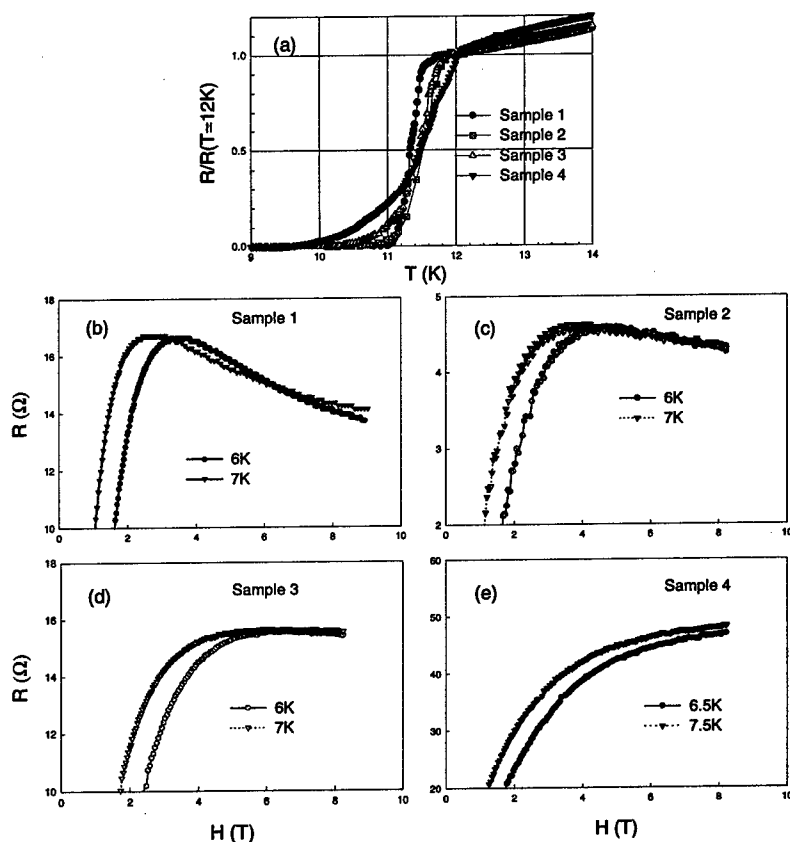 (a)
R/R(T=12K)
1.0
0.5
0.0
Sample 1
Sample 2
Sample 3
Sample 4
9 10 11 12 13 14
T (K)
(b)
Sample 1
R (Ω)
18
16
14
12
10
6K
7K
0 2 4 6 8 10
(c)
Sample 2
5
4
3
2
6K
7K
0 2 4 6 8 10
(d)
Sample 3
R (Ω)
18
16
14
12
10
6K
7K
0 2 4 6 8 10
H (T)
(e)
Sample 4
60
50
40
30
20
6.5K
7.5K
0 2 4 6 8 10
H (T)